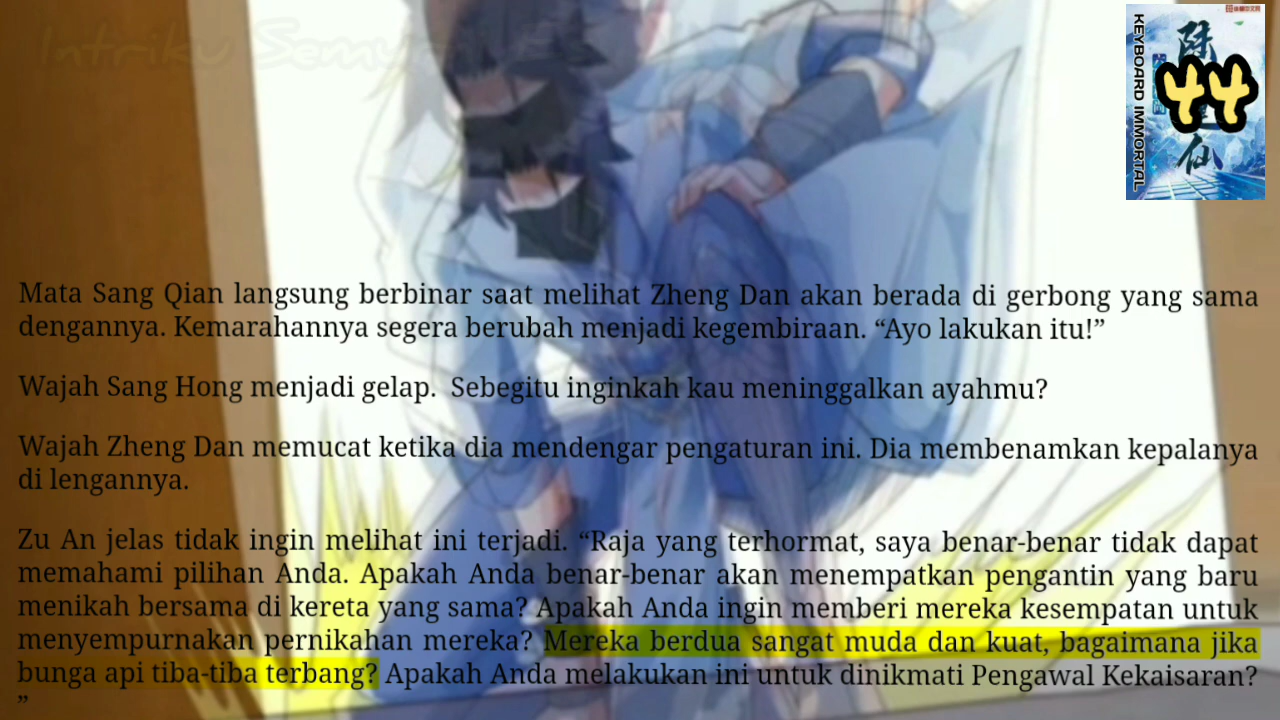 Intriku Semu
KEYBOARD IMMORTAL
陆
44
仙
Mata Sang Qian langsung berbinar saat melihat Zheng Dan akan berada di gerbong yang sama
dengannya. Kemarahannya segera berubah menjadi kegembiraan. “Ayo lakukan itu!”
Wajah Sang Hong menjadi gelap.  Sebegitu inginkah kau meninggalkan ayahmu?
Wajah Zheng Dan memucat ketika dia mendengar pengaturan ini. Dia membenamkan kepalanya
di lengannya.
Zu An jelas tidak ingin melihat ini terjadi. “Raja yang terhormat, saya benar-benar tidak dapat
memahami pilihan Anda. Apakah Anda benar-benar akan menempatkan pengantin yang baru
menikah bersama di kereta yang sama? Apakah Anda ingin memberi mereka kesempatan untuk
menyempurnakan pernikahan mereka? Mereka berdua sangat muda dan kuat, bagaimana jika
bunga api tiba-tiba terbang? Apakah Anda melakukan ini untuk dinikmati Pengawal Kekaisaran?
”